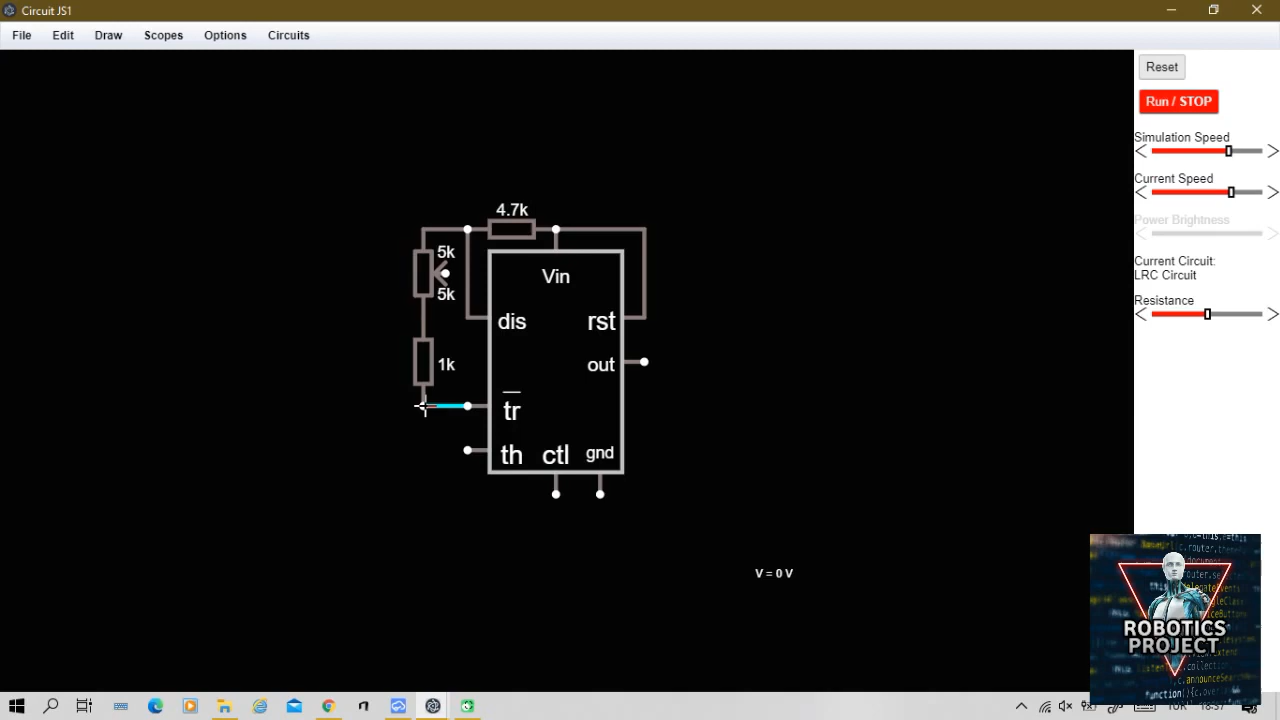 Circuit JS1
File Edit Draw Scopes Options Circuits
Reset
Run / STOP
Simulation Speed
Current Speed
Power Brightness
Current Circuit:
LRC Circuit
Resistance
4.7k
5k
5k
1k
Vin
dis
rst
out
tr
th
ctl
gnd
V = 0 V
ROBOTICS
PROJECT
function(){